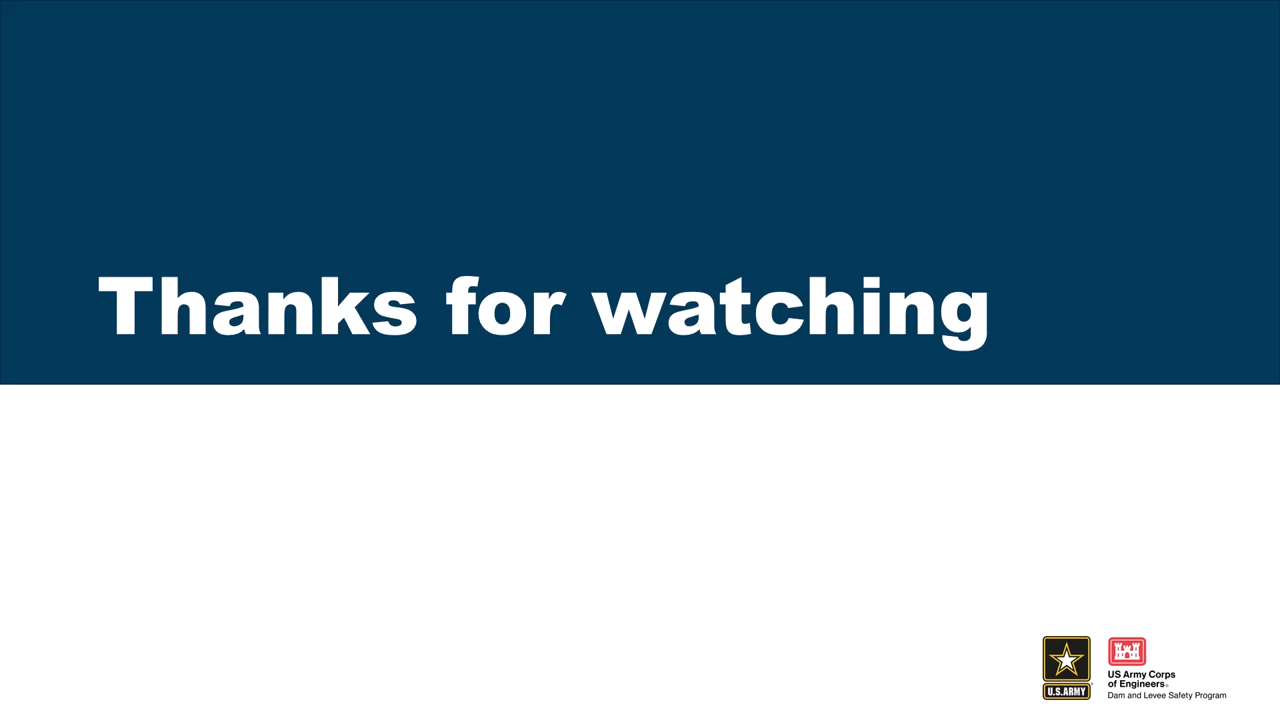 Thanks for watching
U.S.ARMY
US Army Corps
of Engineers®
Dam and Levee Safety Program